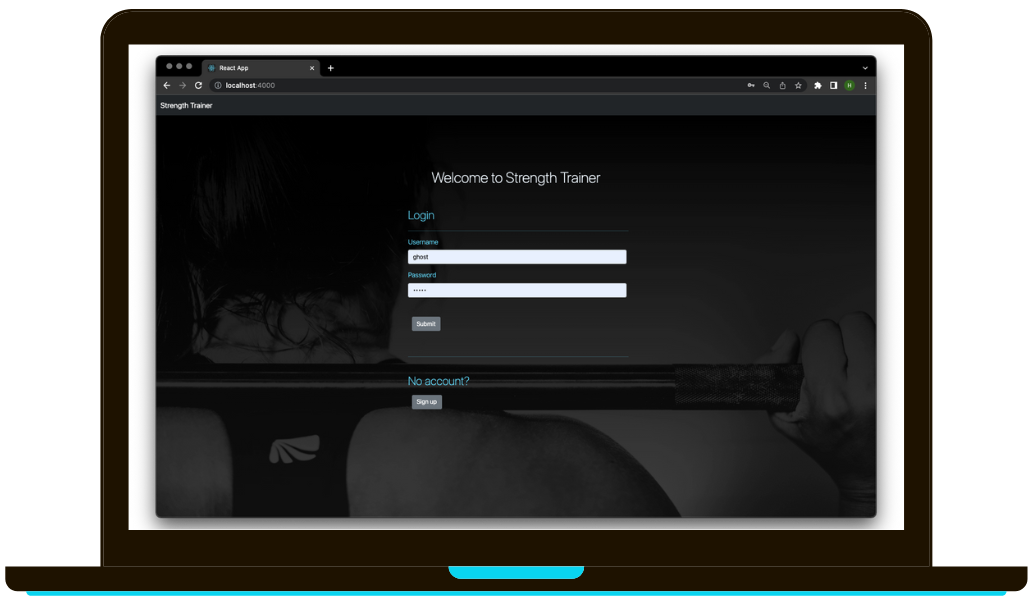 React App
localhost:4000
H
Strength Trainer
Welcome to Strength Trainer
Login
Username
ghost
Password
•••••
Submit
No account?
Sign up